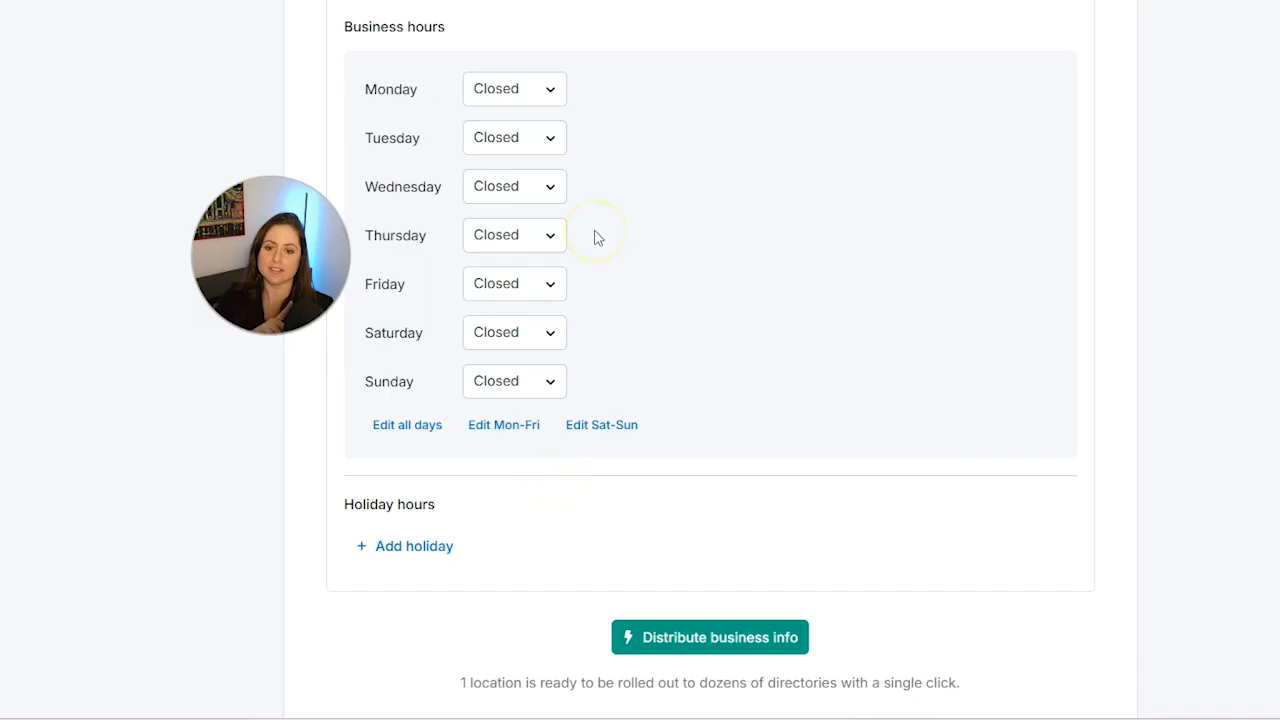 Business hours
Monday Closed
Tuesday Closed
Wednesday Closed
Thursday Closed
Friday Closed
Saturday Closed
Sunday Closed
Edit all days Edit Mon-Fri Edit Sat-Sun
Holiday hours
+ Add holiday
Distribute business info
1 location is ready to be rolled out to dozens of directories with a single click.